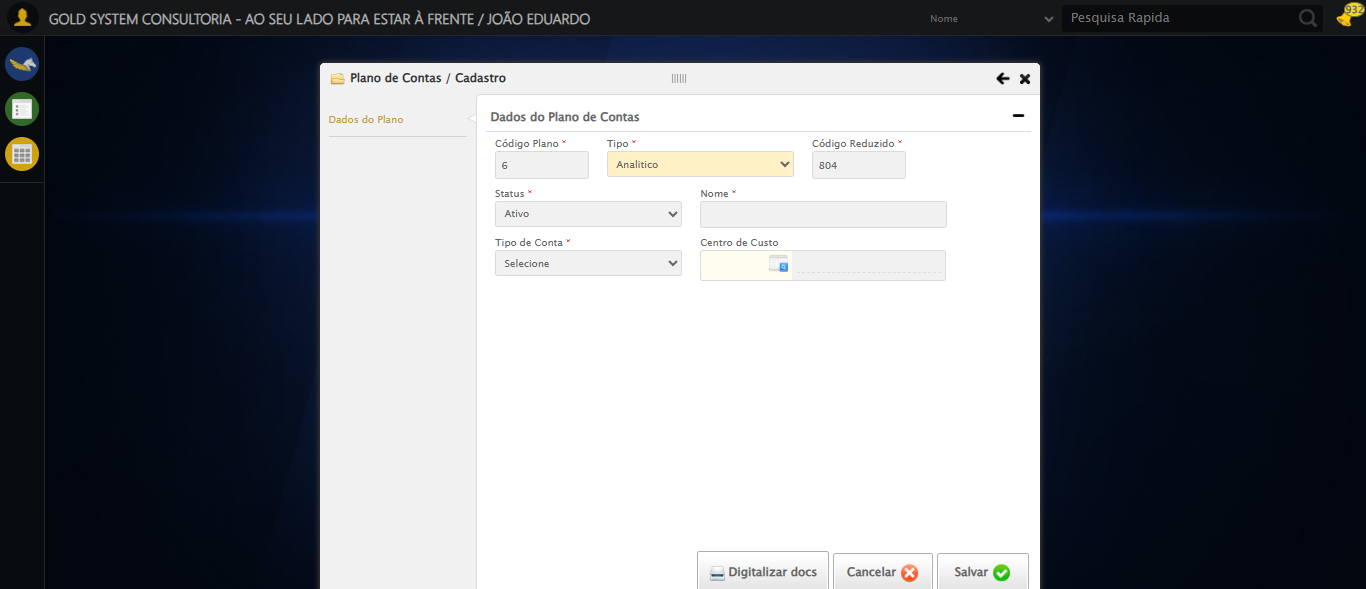 GOLD SYSTEM CONSULTORIA - AO SEU LADO PARA ESTAR À FRENTE / JOÃO EDUARDO
Nome
Pesquisa Rapida
932
Plano de Contas / Cadastro
Dados do Plano
Dados do Plano de Contas
Código Plano * Tipo * Código Reduzido *
6 Analitico 804
Status * Nome *
Ativo
Tipo de Conta * Centro de Custo
Selecione
Digitalizar docs Cancelar Salvar